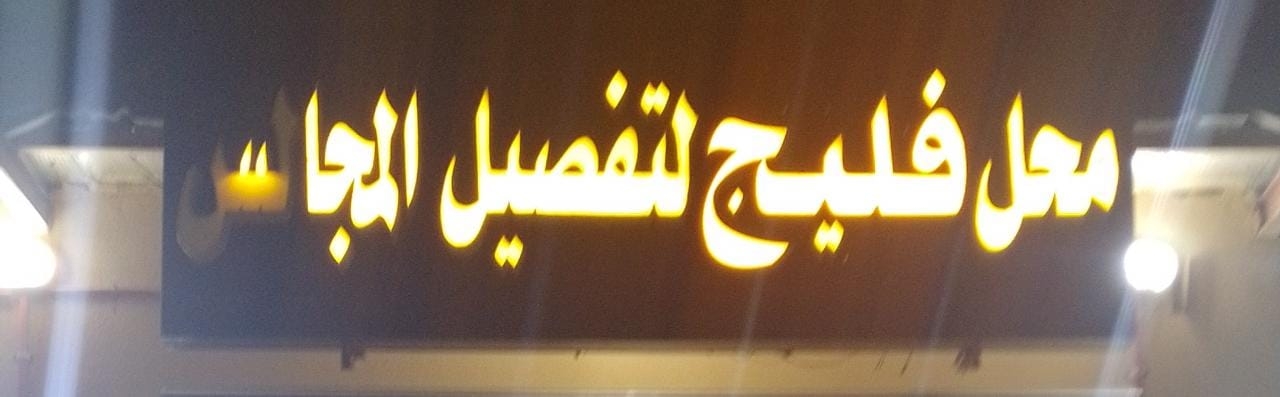 محل فليج لتفصيل المجالس